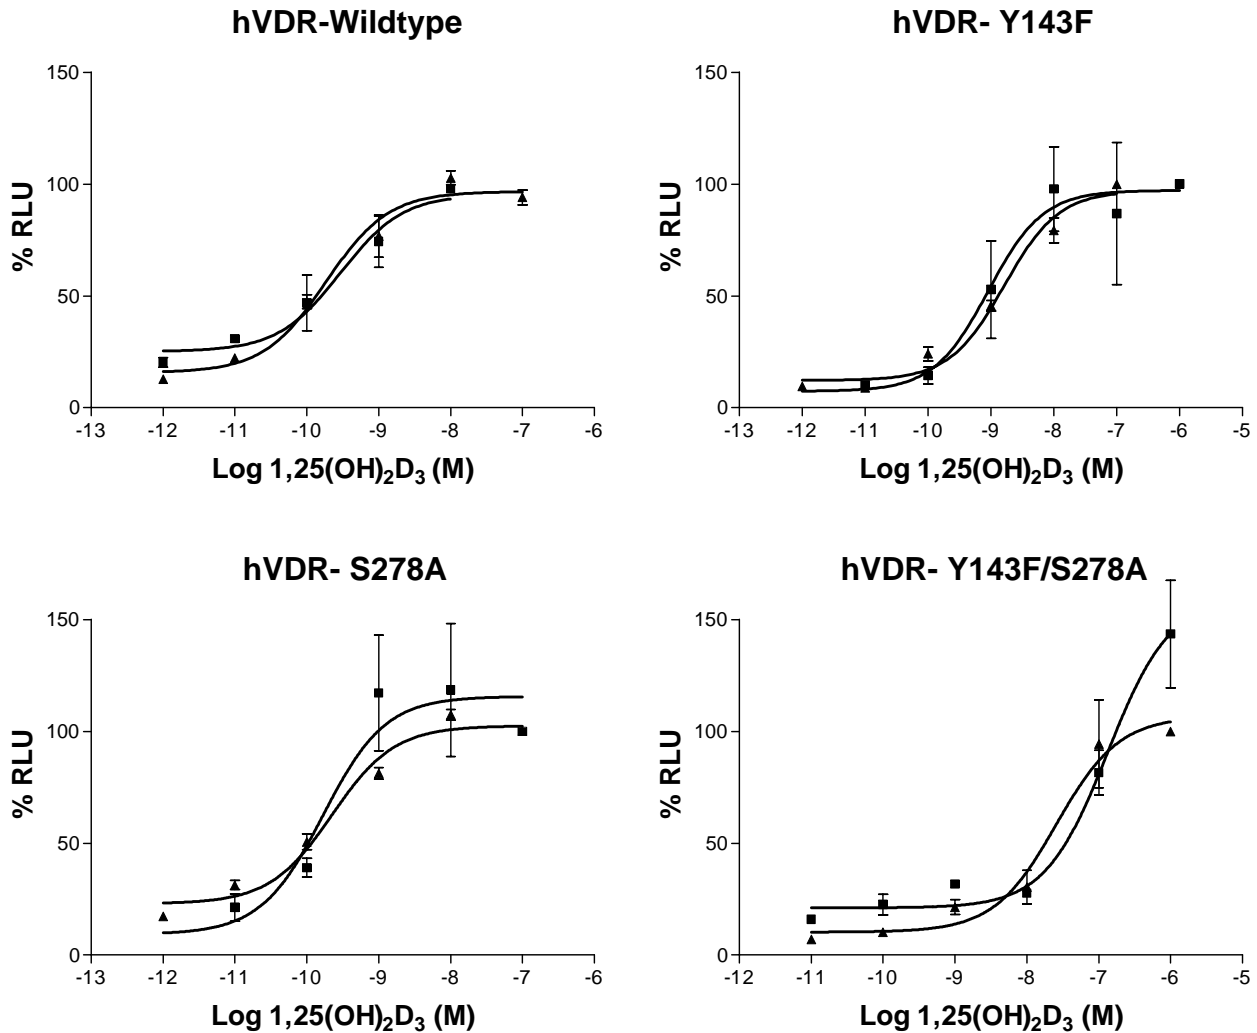 hVDR-Wildtype
150
100
50
0
% RLU
-13 -12 -11 -10 -9 -8 -7 -6
Log 1,25(OH)₂D₃ (M)
hVDR- Y143F
150
100
50
0
% RLU
-13 -12 -11 -10 -9 -8 -7 -6 -5
Log 1,25(OH)₂D₃ (M)
hVDR- S278A
150
100
50
0
% RLU
-13 -12 -11 -10 -9 -8 -7 -6
Log 1,25(OH)₂D₃ (M)
hVDR- Y143F/S278A
150
100
50
0
% RLU
-12 -11 -10 -9 -8 -7 -6 -5
Log 1,25(OH)₂D₃ (M)